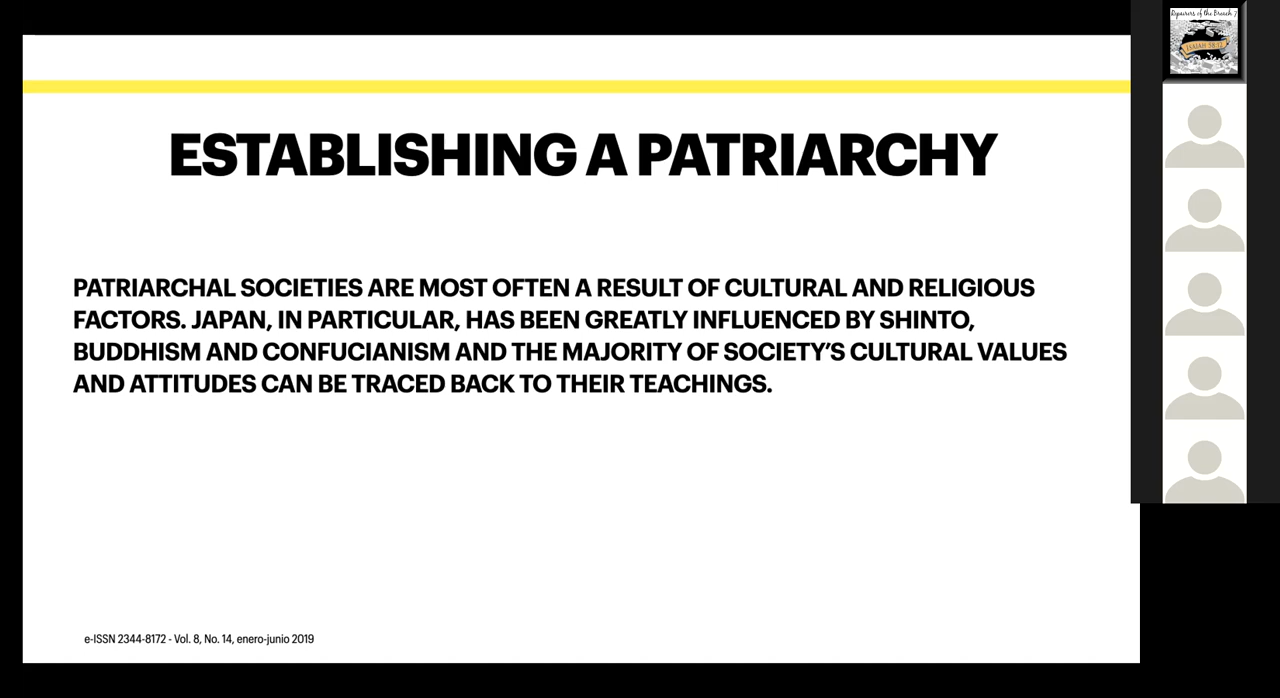 Repairers of the Breach 7
ISAIAH 58:12
ESTABLISHING A PATRIARCHY
PATRIARCHAL SOCIETIES ARE MOST OFTEN A RESULT OF CULTURAL AND RELIGIOUS
FACTORS. JAPAN, IN PARTICULAR, HAS BEEN GREATLY INFLUENCED BY SHINTO,
BUDDHISM AND CONFUCIANISM AND THE MAJORITY OF SOCIETY’S CULTURAL VALUES
AND ATTITUDES CAN BE TRACED BACK TO THEIR TEACHINGS.
e-ISSN 2344-8172 - Vol. 8, No. 14, enero-junio 2019